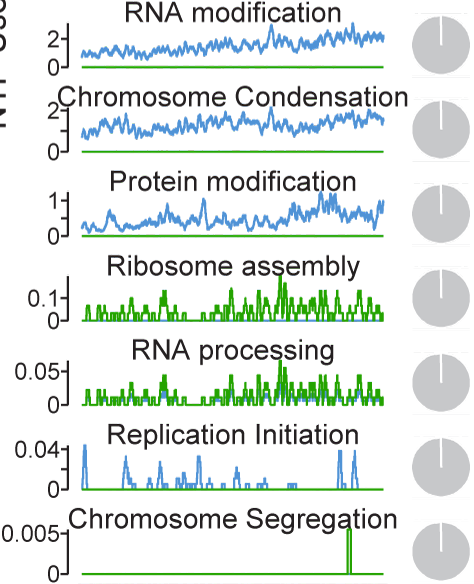 RNA modification
2
0
Chromosome Condensation
2
0
Protein modification
1
0
Ribosome assembly
0.1
0
RNA processing
0.05
0
Replication Initiation
0.04
0
Chromosome Segregation
0.005
0